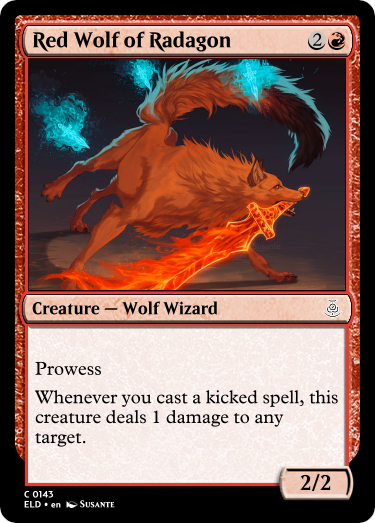 Red Wolf of Radagon 2
Creature — Wolf Wizard
Prowess
Whenever you cast a kicked spell, this
creature deals 1 damage to any
target.
2/2
C 0143
ELD • en Susante